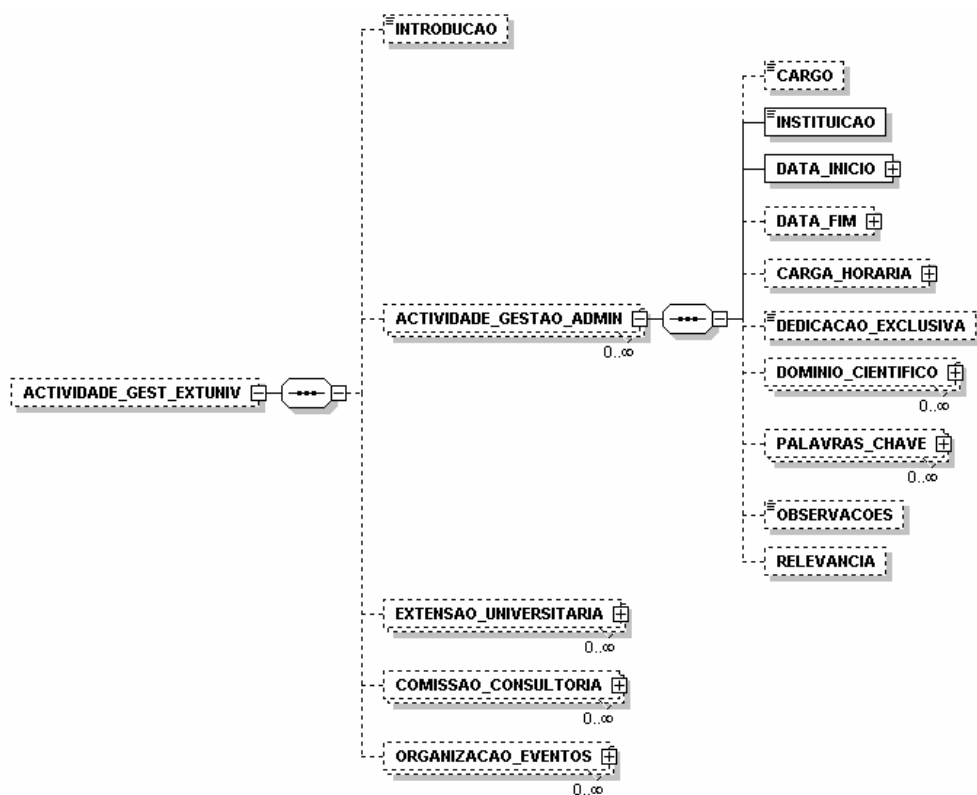 INTRODUCAO
CARGO
INSTITUICAO
DATA_INICIO
DATA_FIM
CARGA_HORARIA
ACTIVIDADE_GESTAO_ADMIN
0..∞
DEDICACAO_EXCLUSIVA
DOMINIO_CIENTIFICO
0..∞
ACTIVIDADE_GEST_EXTUNIV
PALAVRAS_CHAVE
0..∞
OBSERVACOES
RELEVANCIA
EXTENSAO_UNIVERSITARIA
0..∞
COMISSAO_CONSULTORIA
0..∞
ORGANIZACAO_EVENTOS
0..∞